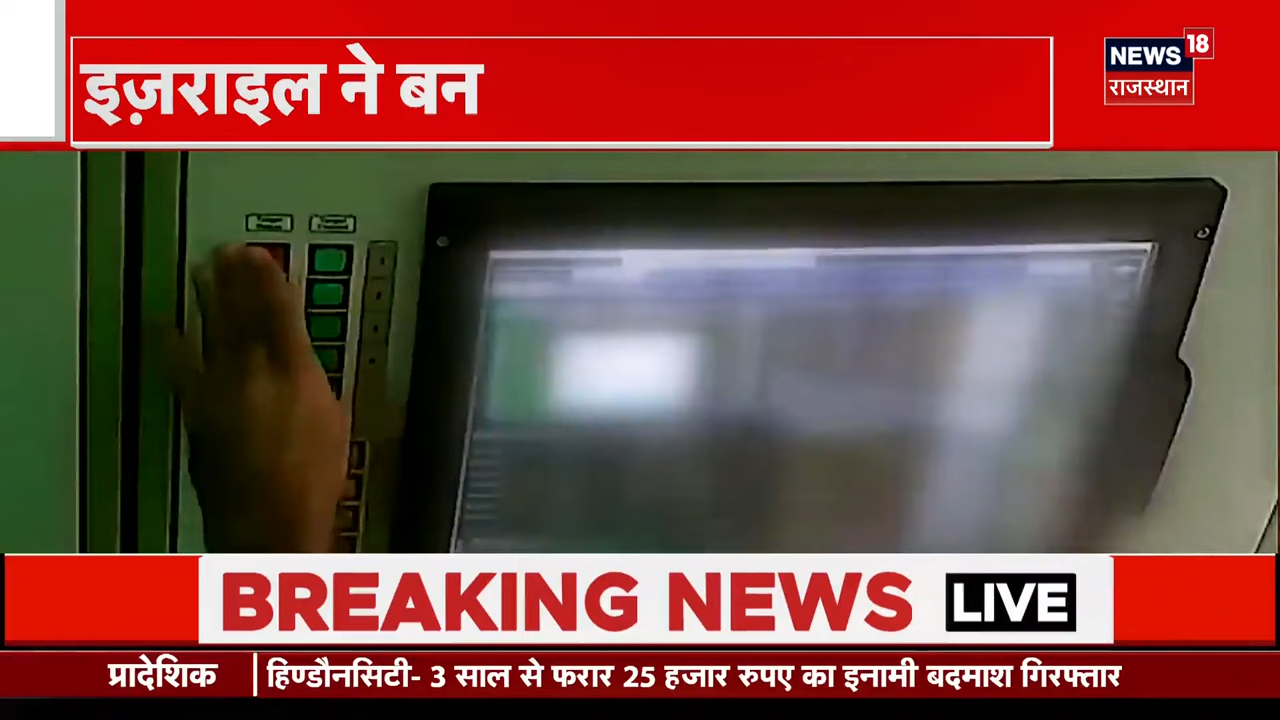 इज़राइल ने बन
NEWS 18
राजस्थान
BREAKING NEWS LIVE
प्रादेशिक
हिण्डौनसिटी- 3 साल से फरार 25 हजार रुपए का इनामी बदमाश गिरफ्तार